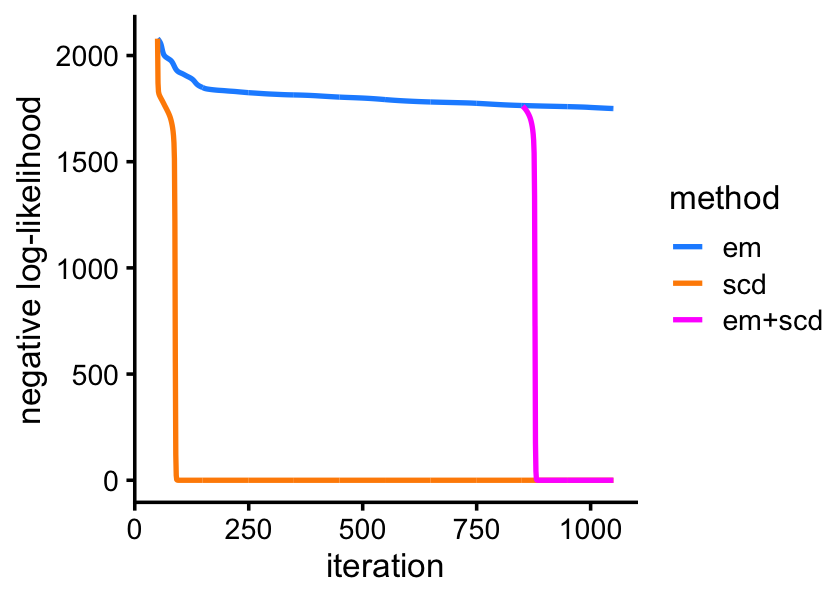 2000
1500
1000
500
0
negative log-likelihood
0 250 500 750 1000
iteration
method
em
scd
em+scd